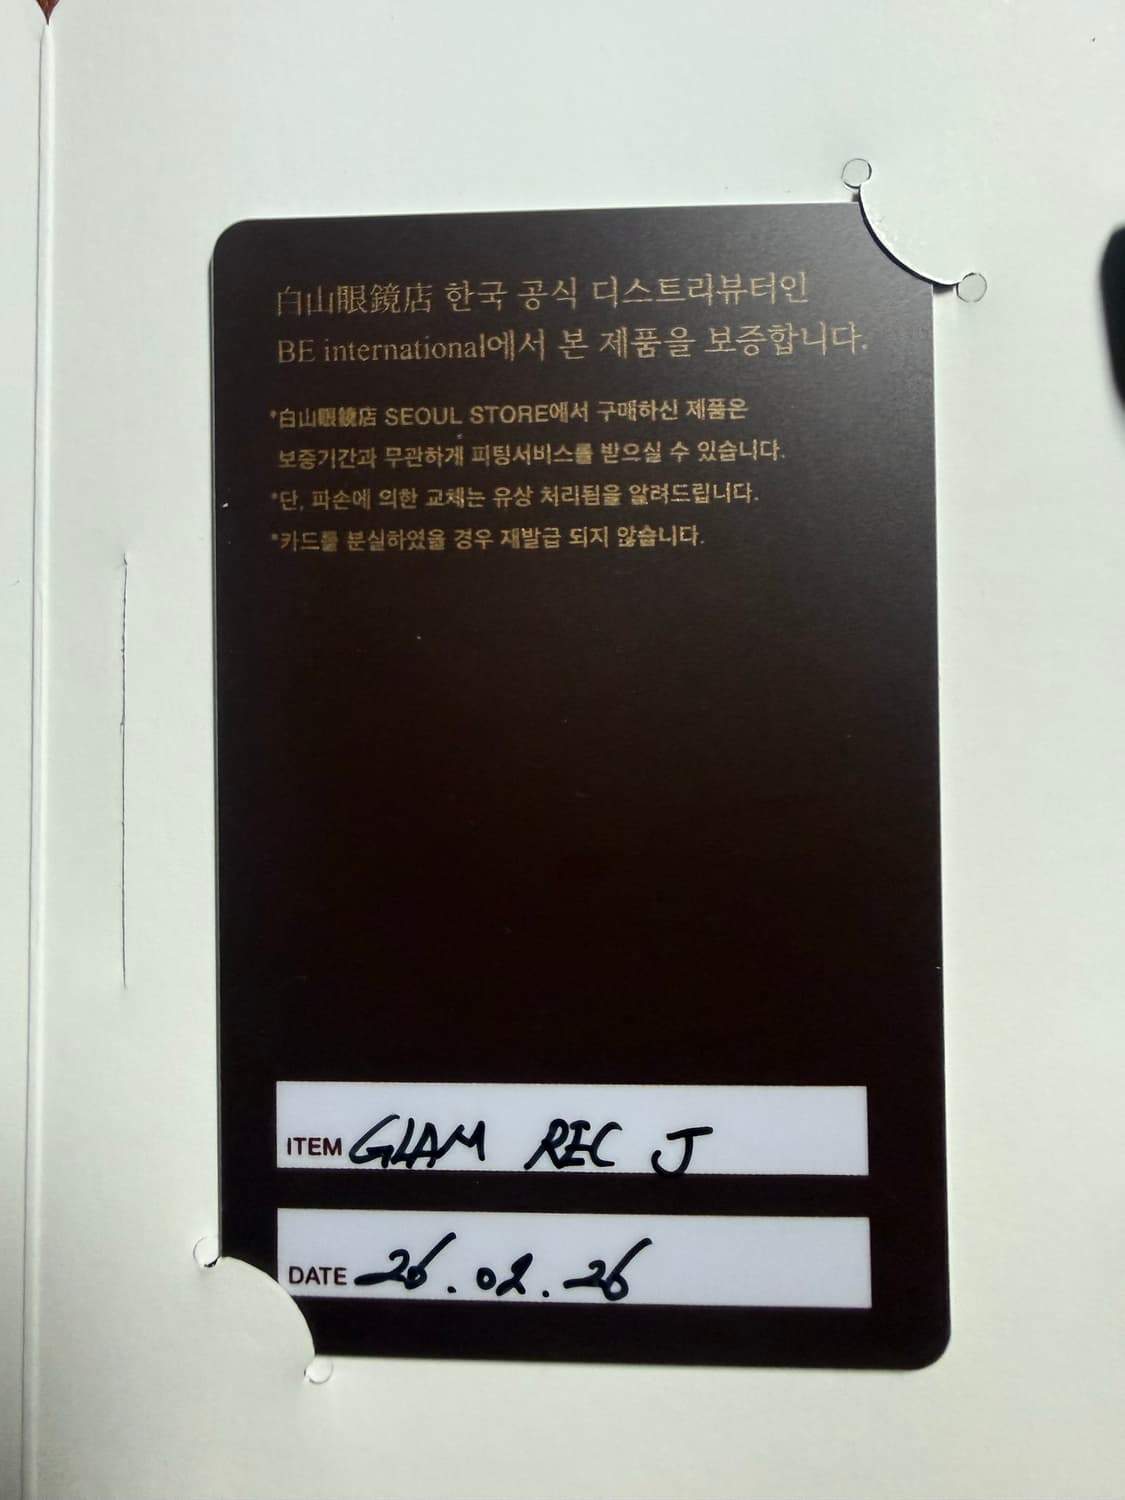 白山眼鏡店 한국 공식 디스트리뷰터인
BE international에서 본 제품을 보증합니다.
*白山眼鏡店 SEOUL STORE에서 구매하신 제품은
보증기간과 무관하게 피팅서비스를 받으실 수 있습니다.
*단, 파손에 의한 교체는 유상 처리됨을 알려드립니다.
*카드를 분실하였을 경우 재발급 되지 않습니다.
ITEM GLAM REC J
DATE 26.02.26